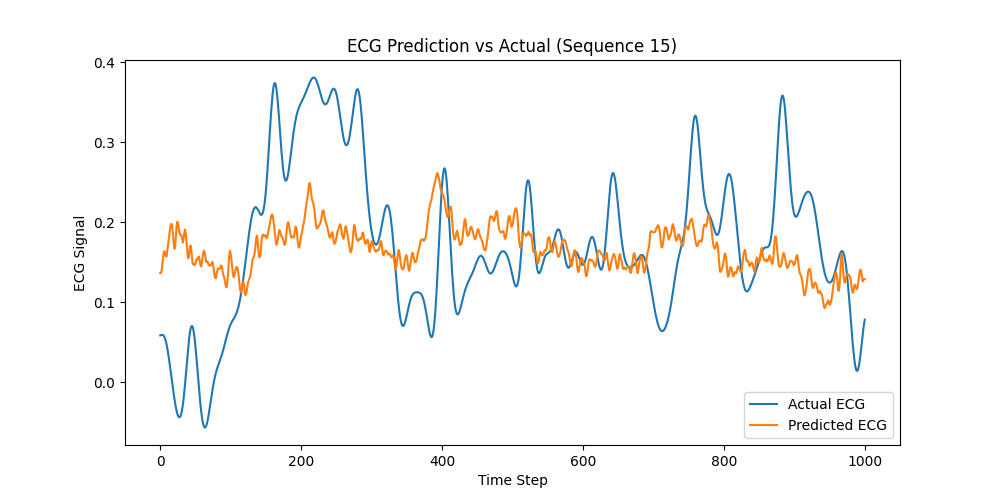 ECG Prediction vs Actual (Sequence 15)
0.4
0.3
0.2
0.1
0.0
ECG Signal
0 200 400 600 800 1000
Time Step
Actual ECG
Predicted ECG